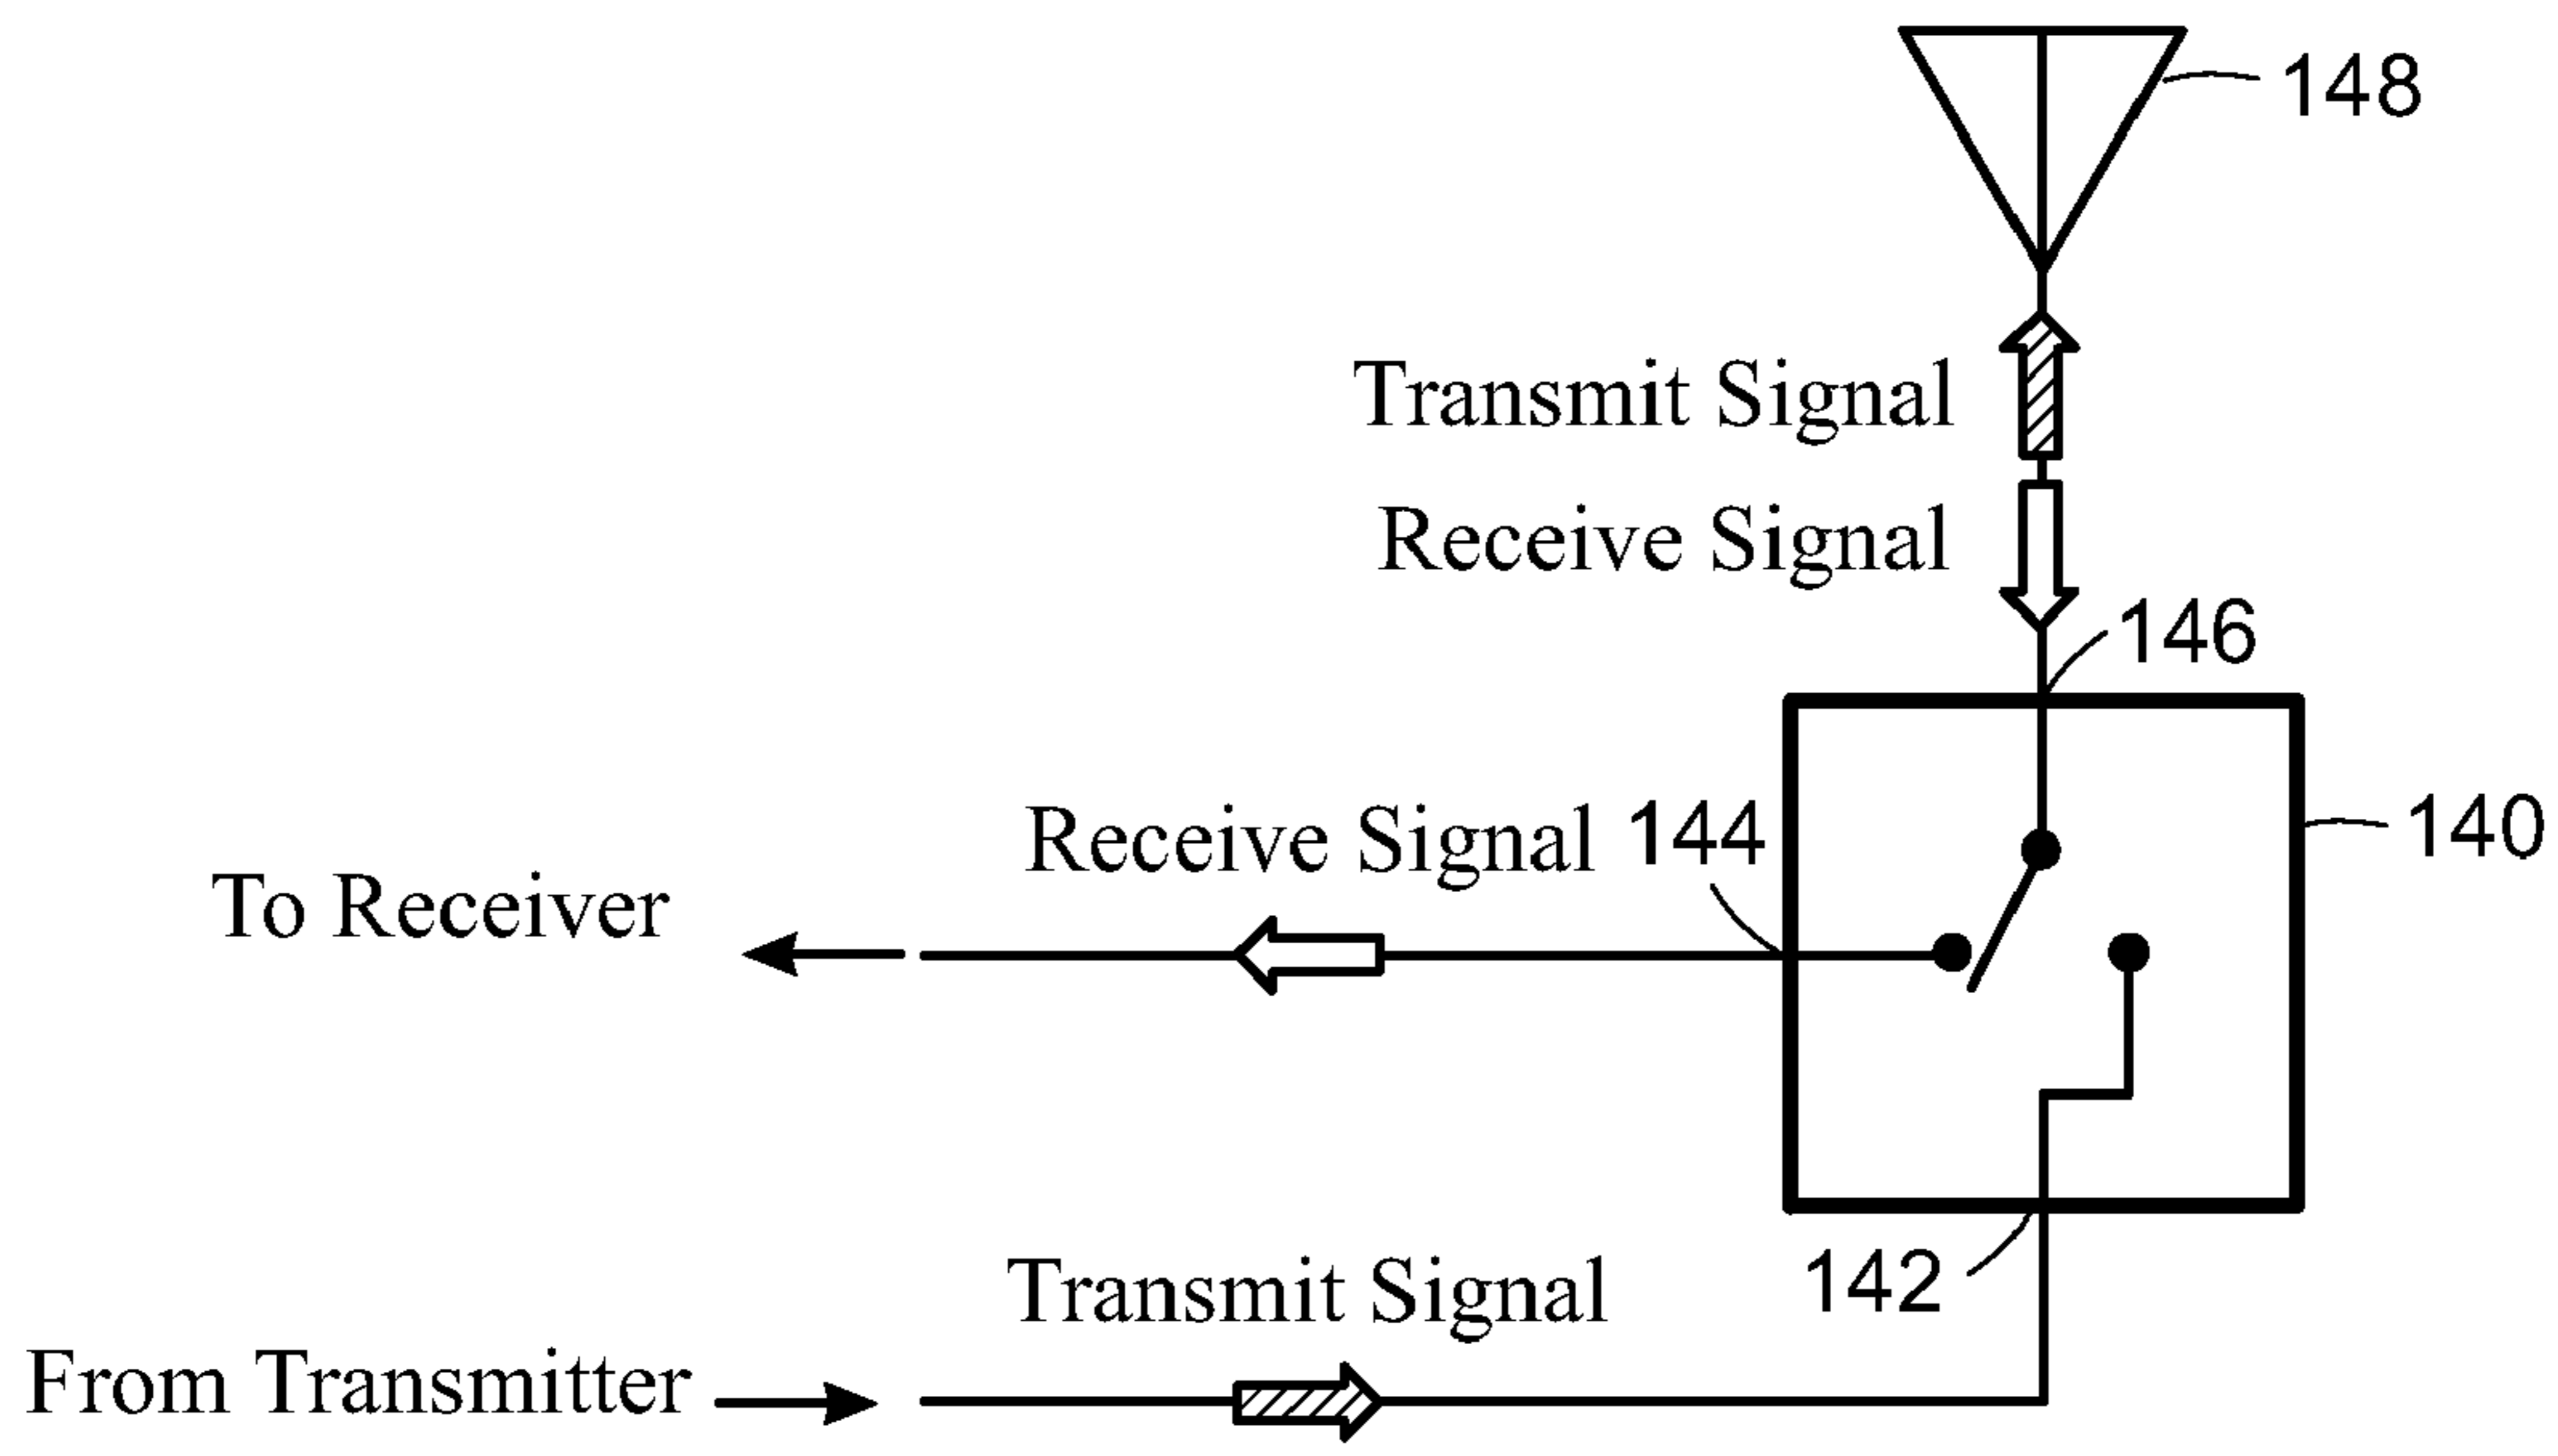 148
Transmit Signal
Receive Signal
146
Receive Signal 144
140
To Receiver
142
Transmit Signal
From Transmitter